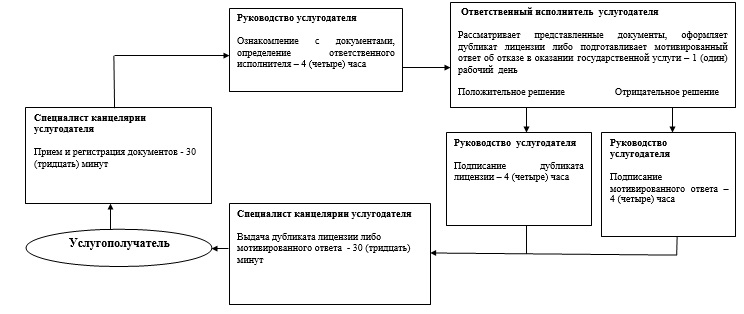 Руководство услугодателя
Ознакомление с документами,
определение ответственного
исполнителя – 4 (четыре) часа
Ответственный исполнитель услугодателя
Рассматривает представленные документы, оформляет
дубликат лицензии либо подготавливает мотивированный
ответ об отказе в оказании государственной услуги – 1 (один)
рабочий день
Положительное решение
Отрицательное решение
Специалист канцелярии
услугодателя
Прием и регистрация документов - 30
(тридцать) минут
Руководство услугодателя
Подписание дубликата
лицензии – 4 (четыре) часа
Руководство
услугодателя
Подписание
мотивированного ответа –
4 (четыре) часа
Специалист канцелярии услугодателя
Выдача дубликата лицензии либо
мотивированного ответа - 30 (тридцать)
минут
Услугополучатель